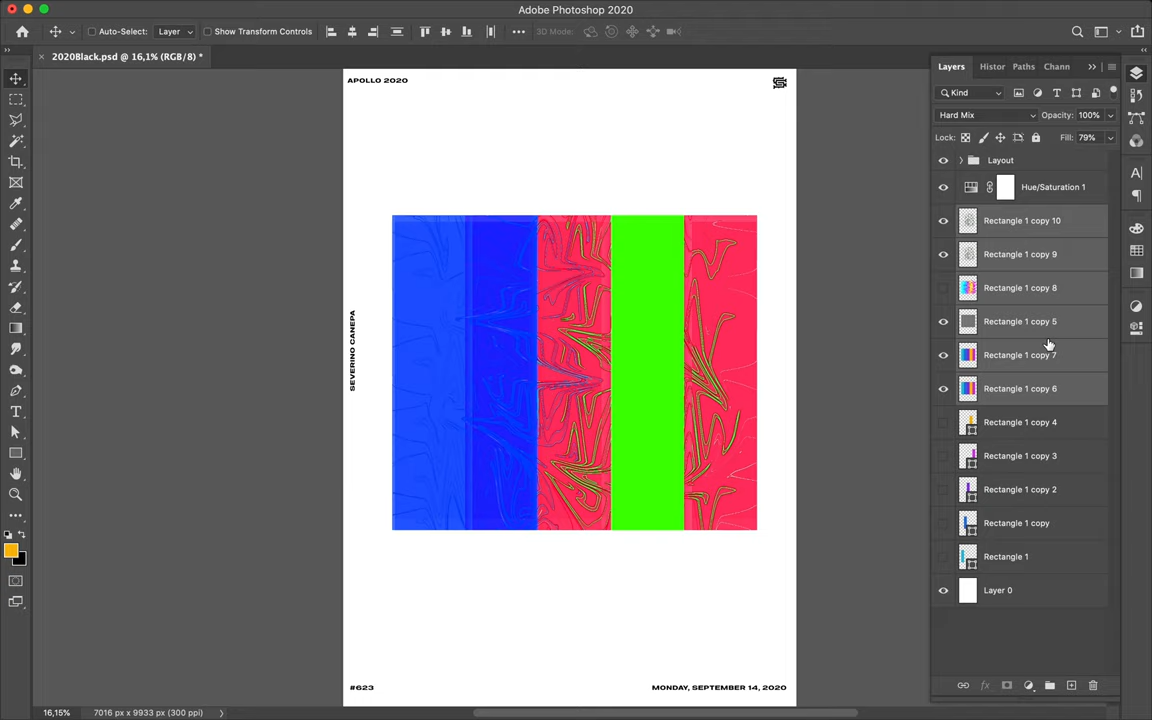 Adobe Photoshop 2020
Auto-Select: Layer Show Transform Controls 3D Mode:
2020Black.psd @ 16,1% (RGB/8) *
Layers Histor Paths Chann
Kind
Hard Mix Opacity: 100%
Lock: Fill: 79%
Layout
Hue/Saturation 1
Rectangle 1 copy 10
Rectangle 1 copy 9
Rectangle 1 copy 8
Rectangle 1 copy 5
Rectangle 1 copy 7
Rectangle 1 copy 6
Rectangle 1 copy 4
Rectangle 1 copy 3
Rectangle 1 copy 2
Rectangle 1 copy
Rectangle 1
Layer 0
APOLLO 2020
SEVERINO CANEPA
#623 MONDAY, SEPTEMBER 14, 2020
16,15% 7016 px x 9933 px (300 ppi)